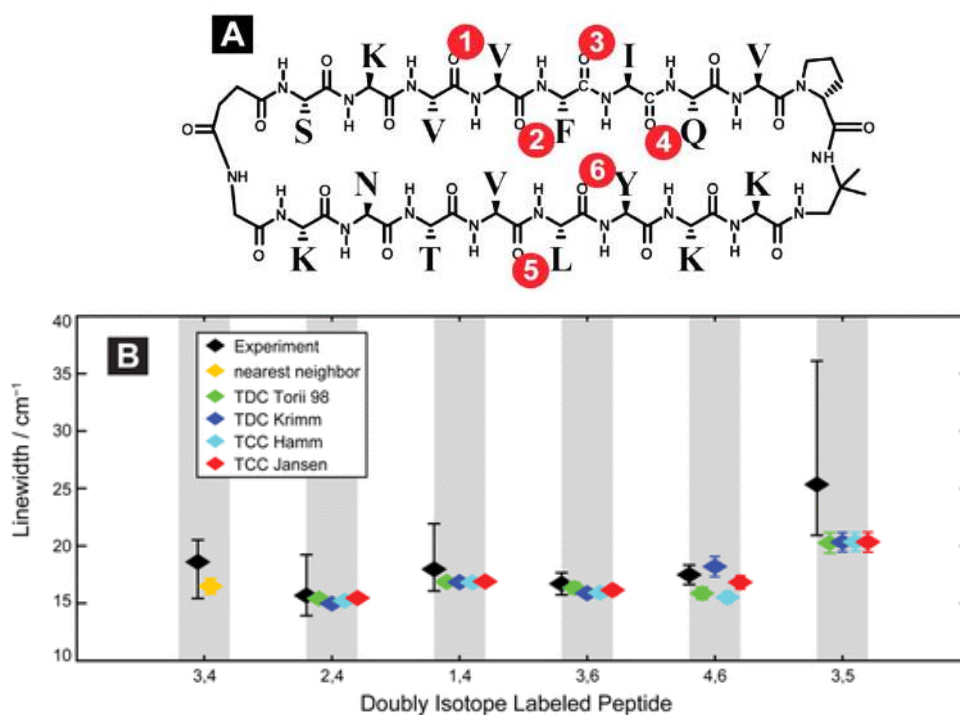 A
1 3
K V I V
H O H O H O H O
N N N N N N N N N
H H H H
O O O O O
S V F Q
2 4
O O
HN
NH
6
N V Y K
H O H O H O H O H
N N N N N N N N N
H H H H
O O O O O
K T L K
5
B
Linewidth / cm⁻¹
40
35
30
25
20
15
10
Experiment
nearest neighbor
TDC Torii 98
TDC Krimm
TCC Hamm
TCC Jansen
3,4 2,4 1,4 3,6 4,6 3,5
Doubly Isotope Labeled Peptide